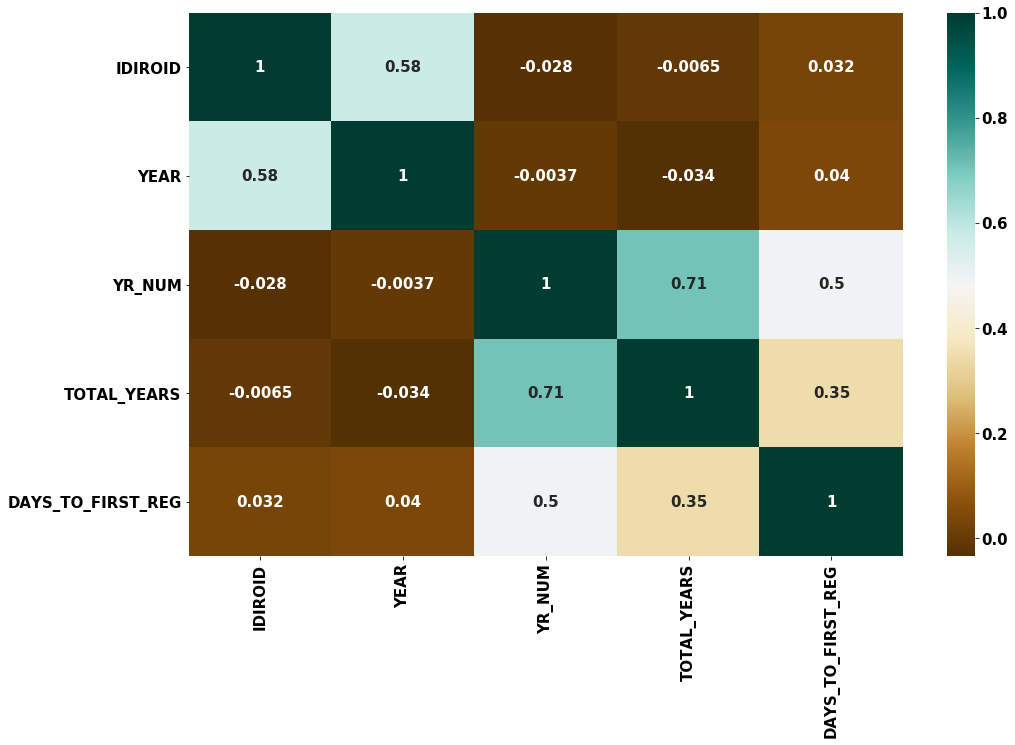 IDIROID 1 0.58 -0.028 -0.0065 0.032
YEAR 0.58 1 -0.0037 -0.034 0.04
YR_NUM -0.028 -0.0037 1 0.71 0.5
TOTAL_YEARS -0.0065 -0.034 0.71 1 0.35
DAYS_TO_FIRST_REG 0.032 0.04 0.5 0.35 1
IDIROID
YEAR
YR_NUM
TOTAL_YEARS
DAYS_TO_FIRST_REG
1.0
0.8
0.6
0.4
0.2
0.0